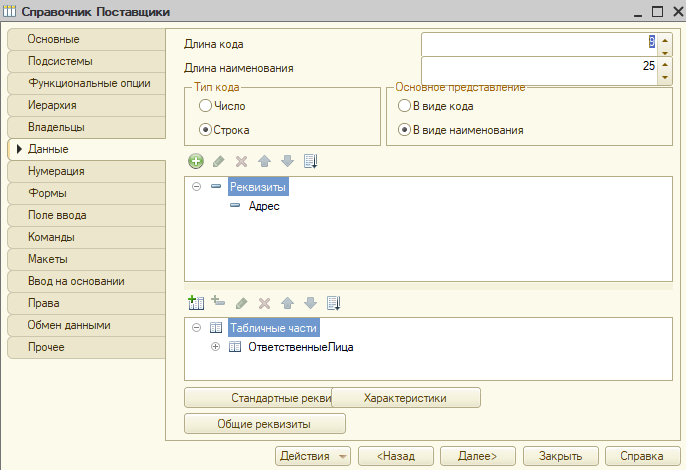 Справочник Поставщики
Основные
Подсистемы
Функциональные опции
Иерархия
Владельцы
Данные
Нумерация
Формы
Поле ввода
Команды
Макеты
Ввод на основании
Права
Обмен данными
Прочее
Длина кода 9
Длина наименования 25
Тип кода
Число
Строка
Основное представление
В виде кода
В виде наименования
Реквизиты
Адрес
Табличные части
ОтветственныеЛица
Стандартные рекви
Характеристики
Общие реквизиты
Действия
<Назад
Далее>
Закрыть
Справка